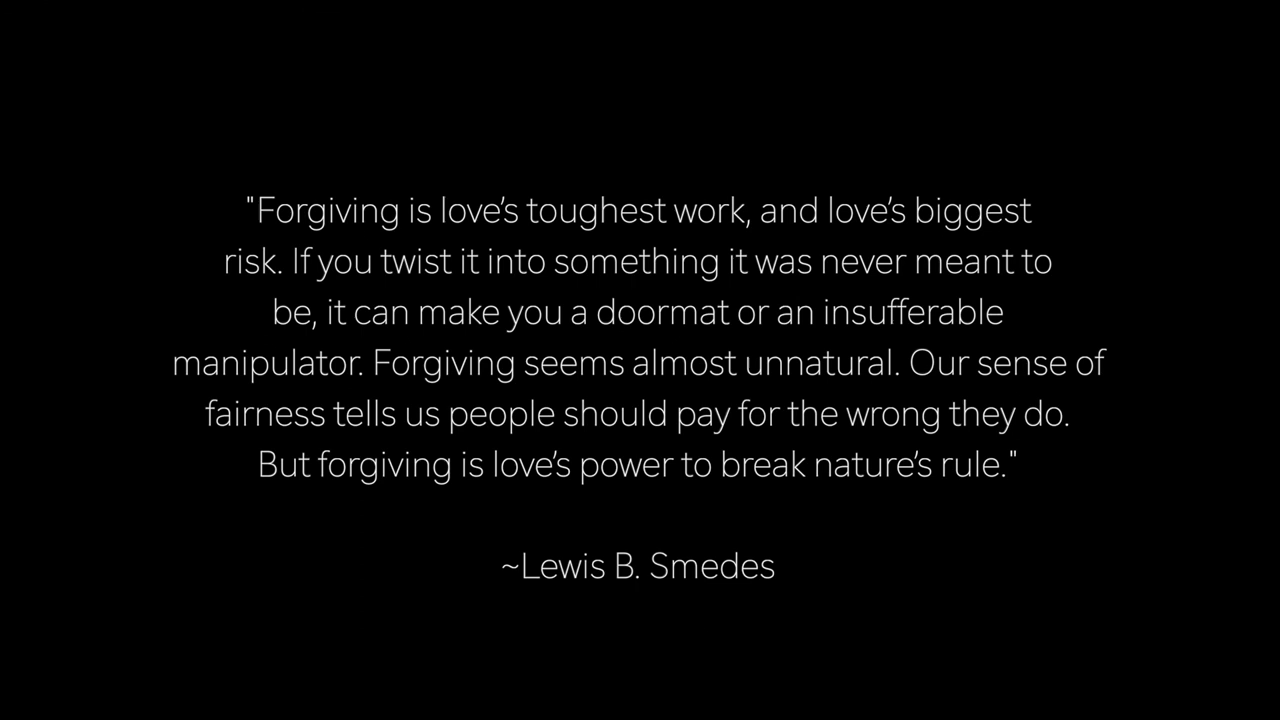 "Forgiving is love’s toughest work, and love’s biggest
risk. If you twist it into something it was never meant to
be, it can make you a doormat or an insufferable
manipulator. Forgiving seems almost unnatural. Our sense of
fairness tells us people should pay for the wrong they do.
But forgiving is love’s power to break nature’s rule."
~Lewis B. Smedes